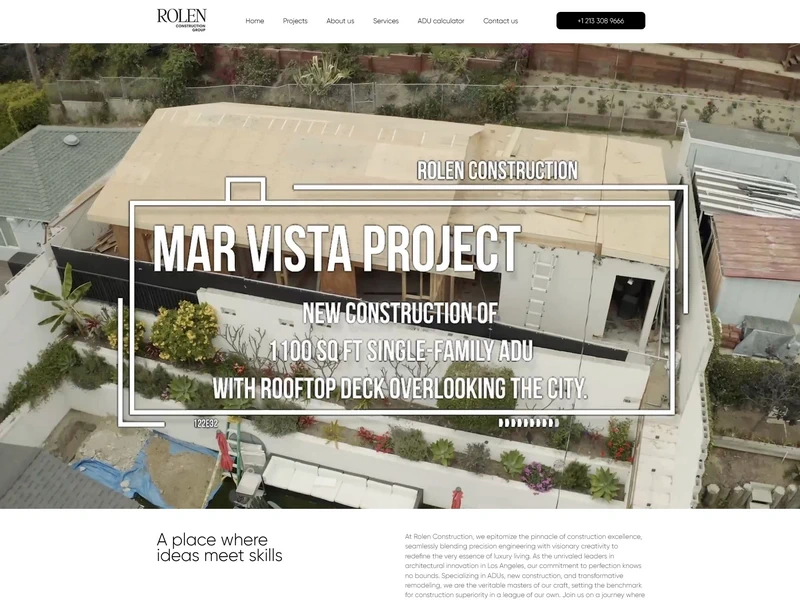 ROLEN
CONSTRUCTION
GROUP
Home Projects About us Services ADU calculator Contact us
+1 213 308 9666
ROLEN CONSTRUCTION
MAR VISTA PROJECT
NEW CONSTRUCTION OF
1100 SQ FT SINGLE-FAMILY ADU
WITH ROOFTOP DECK OVERLOOKING THE CITY.
122E32
A place where
ideas meet skills
At Rolen Construction, we epitomize the pinnacle of construction excellence,
seamlessly blending precision engineering with visionary creativity to
redefine the very essence of luxury living. As the unrivaled leaders in
architectural innovation in Los Angeles, our commitment to perfection knows
no bounds. Specializing in ADUs, new construction, and transformative
remodeling, we are the veritable masters of our craft, setting the benchmark
for construction superiority in a league of our own. Join us on a journey where